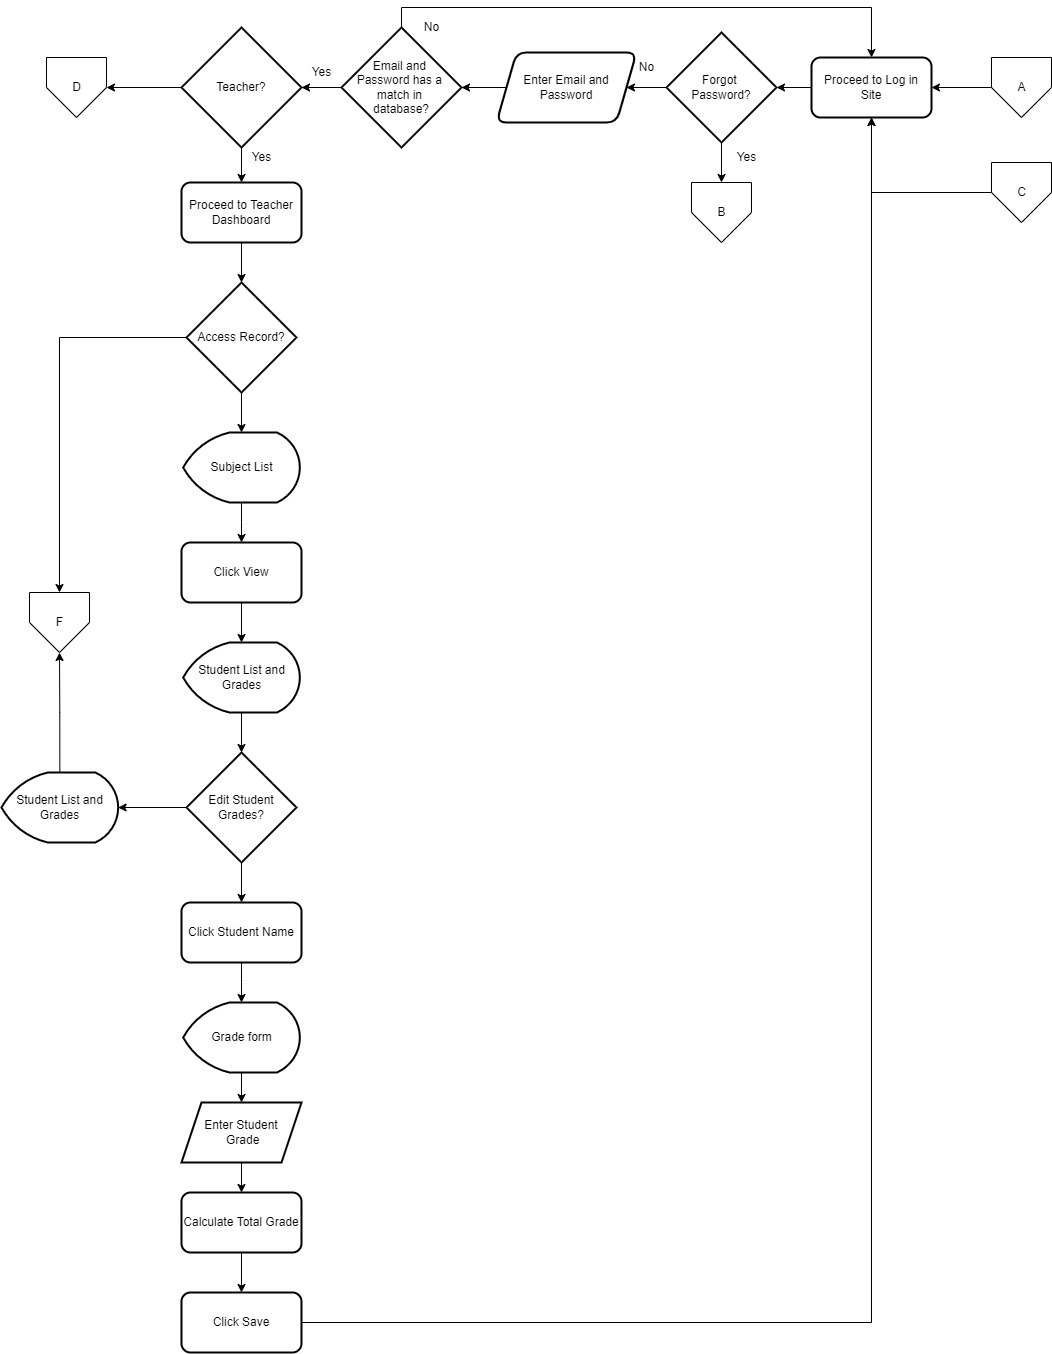 No
D
Teacher?
Yes
Email and
Password has a
match in
database?
Enter Email and
Password
No
Forgot
Password?
Proceed to Log in
Site
A
Yes
Yes
Proceed to Teacher
Dashboard
B
C
Access Record?
Subject List
Click View
F
Student List and
Grades
Student List and
Grades
Edit Student
Grades?
Click Student Name
Grade form
Enter Student
Grade
Calculate Total Grade
Click Save